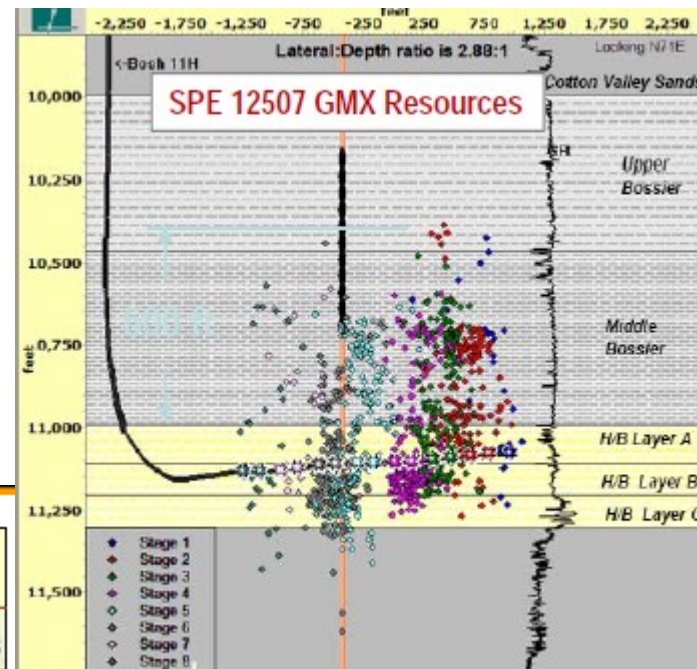 feet
-2,250 -1,750 -1,250 -750 -250 250 750 1,250 1,750 2,250
Lateral:Depth ratio is 2.88:1
Looking N71E
<-Bosh 11H
Cotton Valley Sands
SPE 12507 GMX Resources
10,000
GR
Upper
Bossier
10,250
10,500
600 ft
feet
0,750
Middle
Bossier
11,000
H/B Layer A
H/B Layer B
11,250
H/B Layer C
Stage 1
Stage 2
Stage 3
Stage 4
Stage 5
Stage 6
Stage 7
Stage 8
11,500